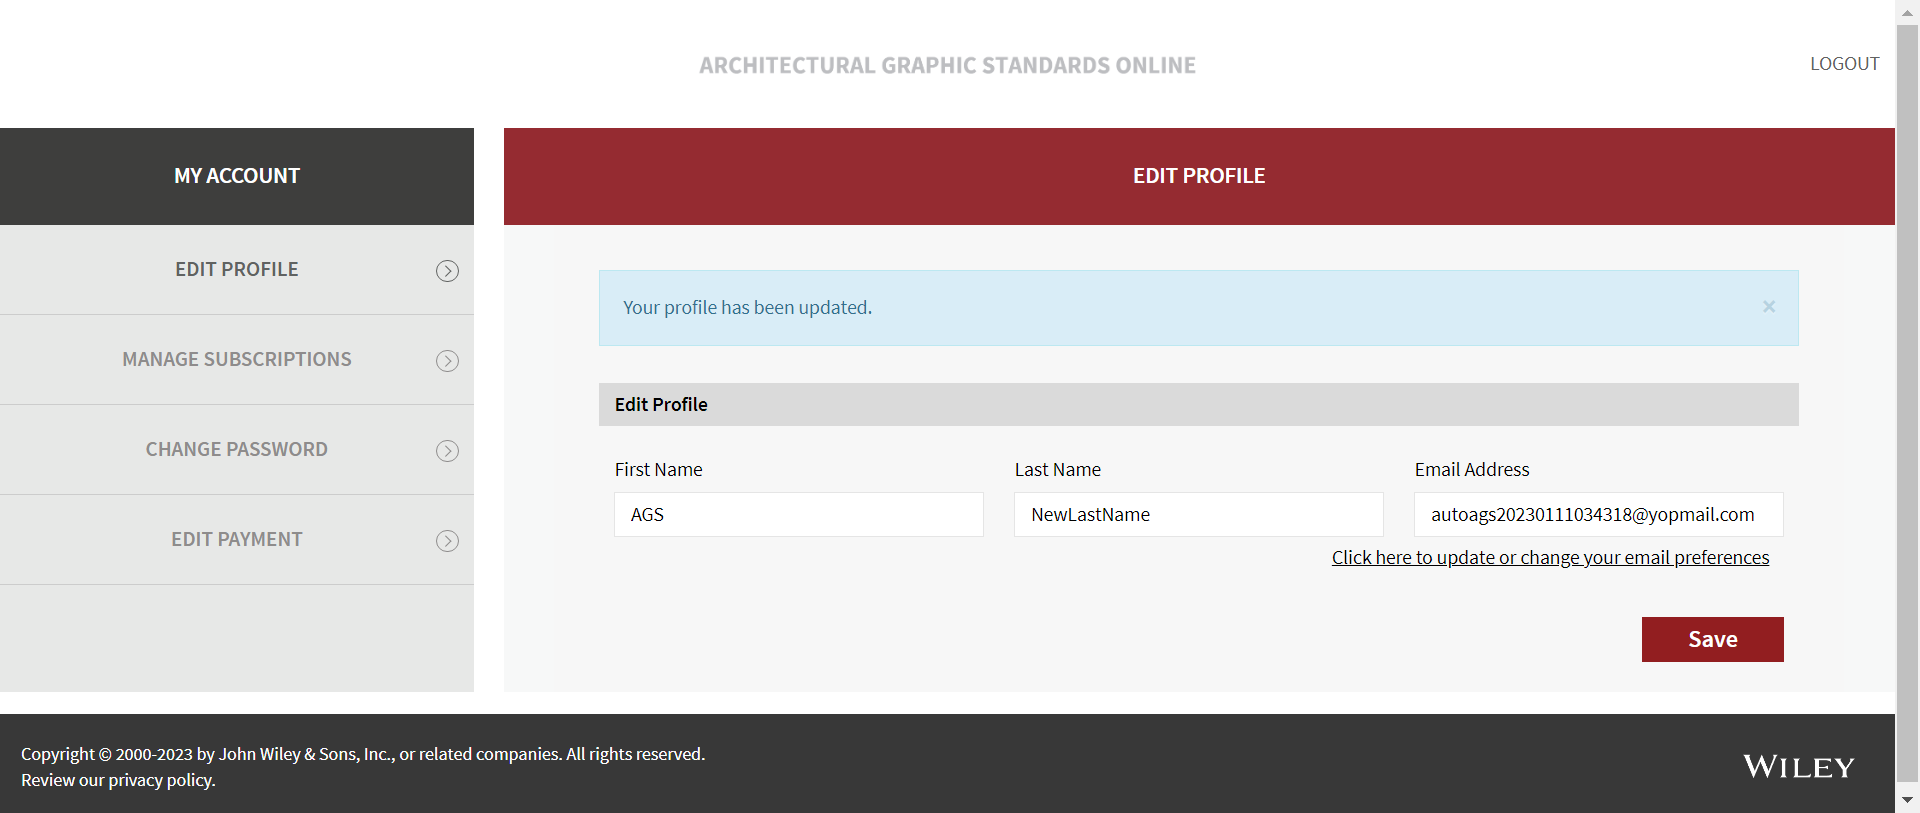 ARCHITECTURAL GRAPHIC STANDARDS ONLINE
LOGOUT
MY ACCOUNT
EDIT PROFILE
MANAGE SUBSCRIPTIONS
CHANGE PASSWORD
EDIT PAYMENT
EDIT PROFILE
Your profile has been updated.
×
Edit Profile
First Name
AGS
Last Name
NewLastName
Email Address
autoags20230111034318@yopmail.com
Click here to update or change your email preferences
Save
Copyright © 2000-2023 by John Wiley & Sons, Inc., or related companies. All rights reserved.
Review our privacy policy.
WILEY